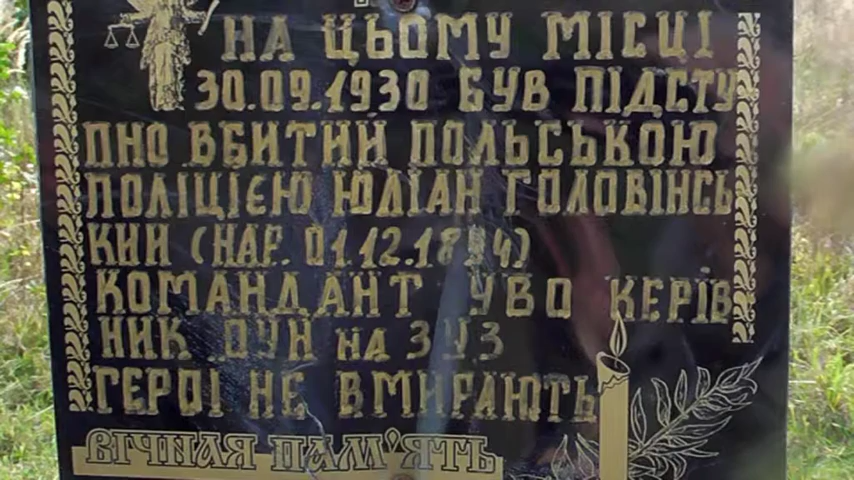 НА ЦЬОМУ МІСЦІ
30.09.1930 БУВ ПІДСТУ
ПНО ВБИТИЙ ПОЛЬСЬКОЮ
ПОЛІЦІЄЮ ЮЛІАН ГОЛОВІНСЬ
КИЙ (НАР. 01.12.1894)
КОМАНДАНТ УВО КЕРІВ
НИК ОУН НА ЗУЗ
ГЕРОЇ НЕ ВМИРАЮТЬ
ВІЧНАЯ ПАМ'ЯТЬ